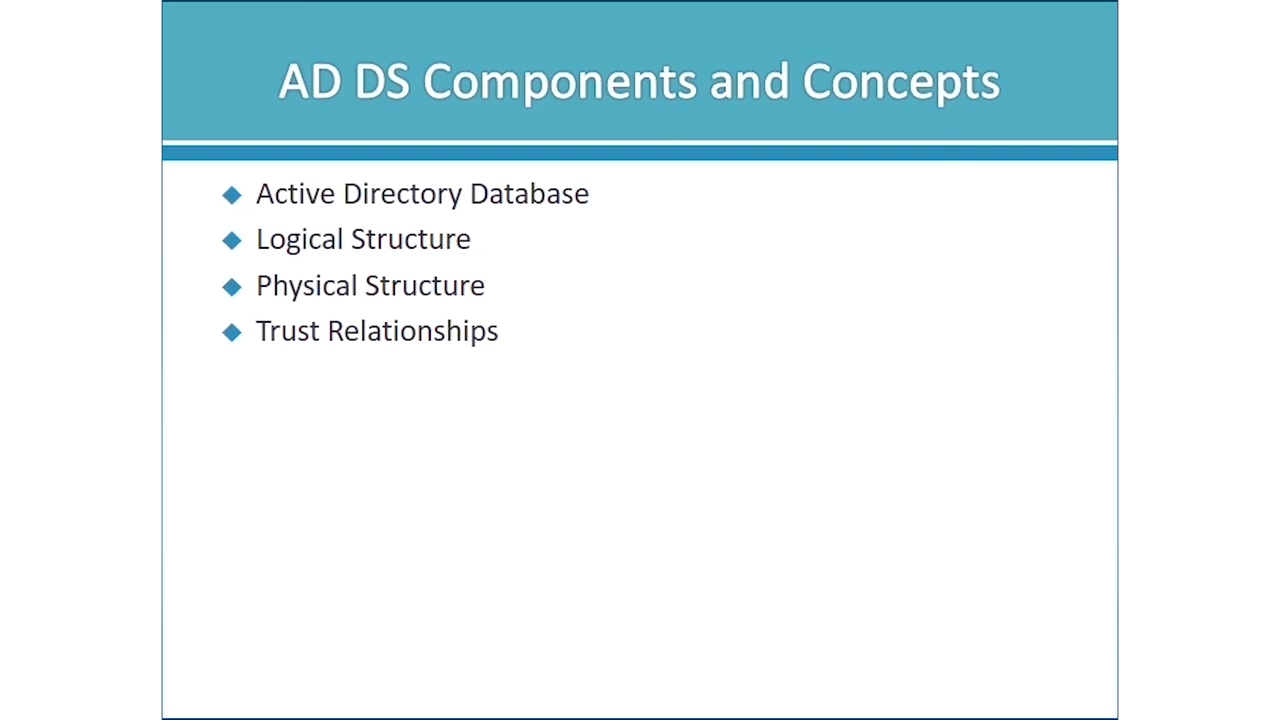 AD DS Components and Concepts
Active Directory Database
Logical Structure
Physical Structure
Trust Relationships